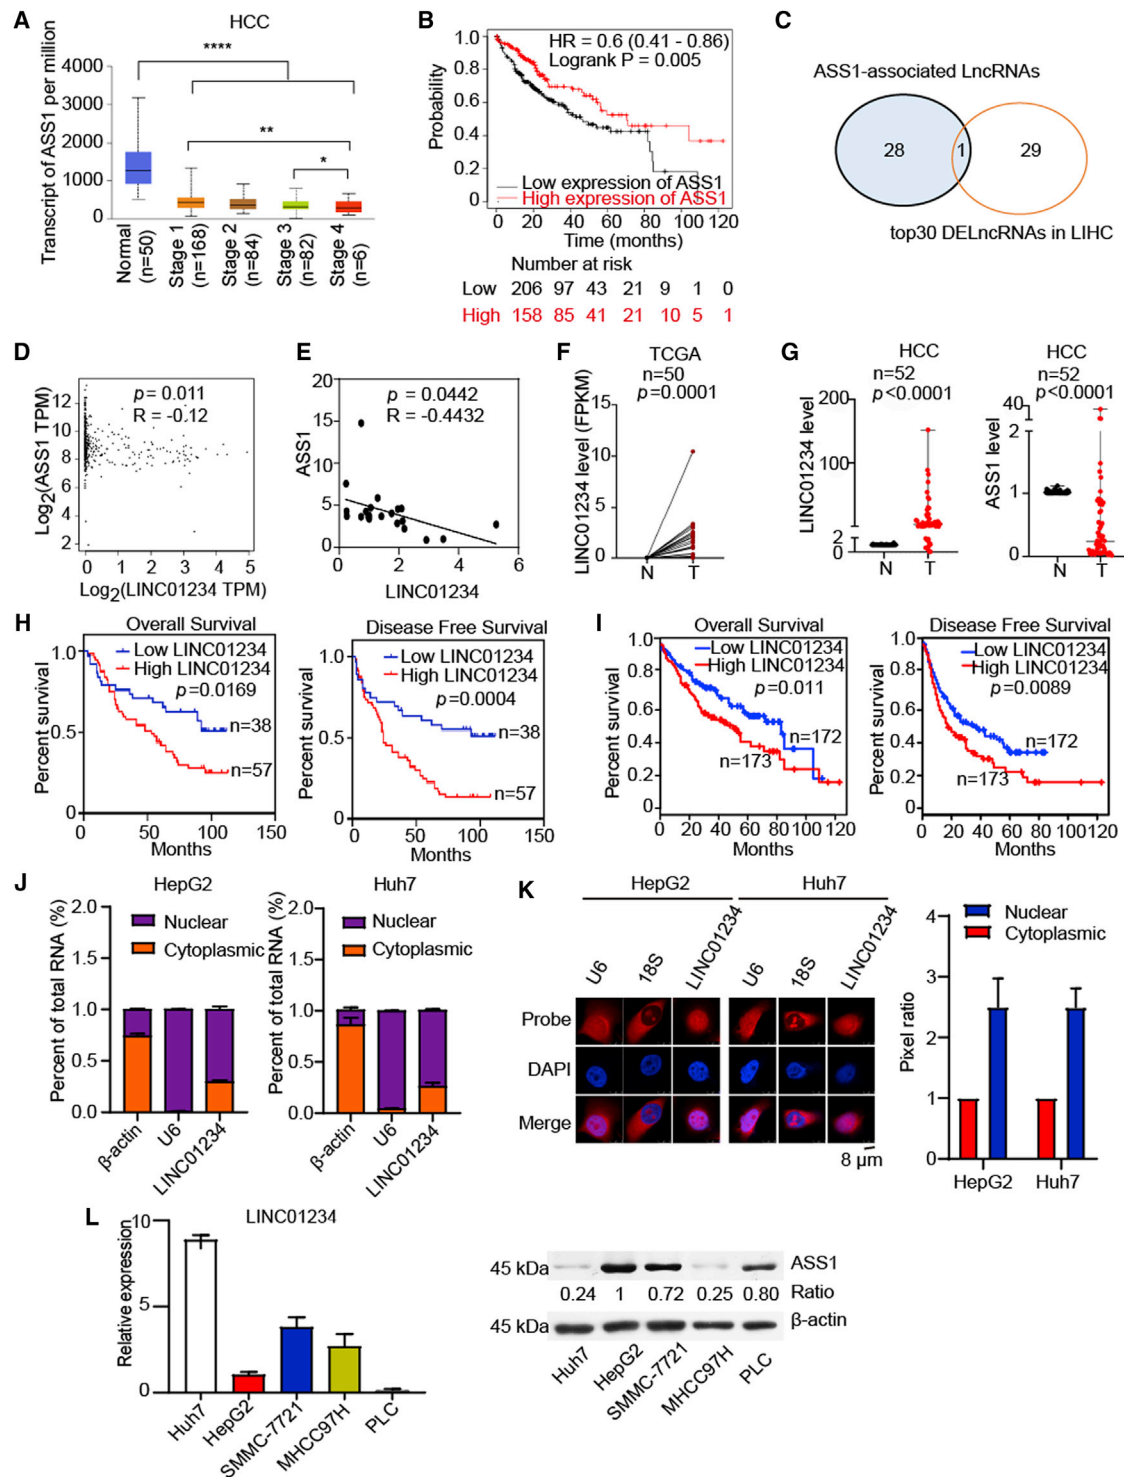 A
HCC
****
**
*
Transcript of ASS1 per million
4000
3000
2000
1000
0
Normal (n=50)
Stage 1 (n=168)
Stage 2 (n=84)
Stage 3 (n=82)
Stage 4 (n=6)
B
HR = 0.6 (0.41 - 0.86)
Logrank P = 0.005
Probability
1.0
0.8
0.6
0.4
0.2
0
Low expression of ASS1
High expression of ASS1
0 20 40 60 80 100 120
Time (months)
Number at risk
Low 206 97 43 21 9 1 0
High 158 85 41 21 10 5 1
C
ASS1-associated LncRNAs
28 1 29
top30 DELncRNAs in LIHC
D
p = 0.011
R = -0.12
Log2(ASS1 TPM)
12
10
8
6
4
2
0 1 2 3 4 5
Log2(LINC01234 TPM)
E
p = 0.0442
R = -0.4432
ASS1
20
15
10
5
0
0 2 4 6
LINC01234
F
TCGA
n=50
p=0.0001
LINC01234 level (FPKM)
15
10
5
0
N T
G
HCC
n=52
p<0.0001
LINC01234 level
200
100
2
2
0
N T
HCC
n=52
p<0.0001
ASS1 level
40
2
1
0
N T
H
Overall Survival
Low LINC01234
High LINC01234
p=0.0169
Percent survival
1.0
0.5
0
n=38
n=57
0 50 100 150
Months
Disease Free Survival
Low LINC01234
High LINC01234
p=0.0004
Percent survival
1.0
0.5
0
n=38
n=57
0 50 100 150
Months
I
Overall Survival
Low LINC01234
High LINC01234
p=0.011
Percent survival
1.0
0.8
0.6
0.4
0.2
0
n=172
n=173
0 20 40 60 80 100 120
Months
Disease Free Survival
Low LINC01234
High LINC01234
p=0.0089
Percent survival
1.0
0.8
0.6
0.4
0.2
0
n=172
n=173
0 20 40 60 80 100 120
Months
J
HepG2
Nuclear
Cytoplasmic
Percent of total RNA (%)
2.0
1.5
1.0
0.5
0.0
β-actin
U6
LINC01234
Huh7
Nuclear
Cytoplasmic
Percent of total RNA (%)
2.0
1.5
1.0
0.5
0.0
β-actin
U6
LINC01234
K
HepG2 Huh7
U6 18S LINC01234 U6 18S LINC01234
Probe
DAPI
Merge
8 μm
Nuclear
Cytoplasmic
Pixel ratio
4
3
2
1
0
HepG2 Huh7
L
LINC01234
Relative expression
10
5
0
Huh7
HepG2
SMMC-7721
MHCC97H
PLC
45 kDa ASS1
0.24 1 0.72 0.25 0.80 Ratio
45 kDa β-actin
Huh7
HepG2
SMMC-7721
MHCC97H
PLC